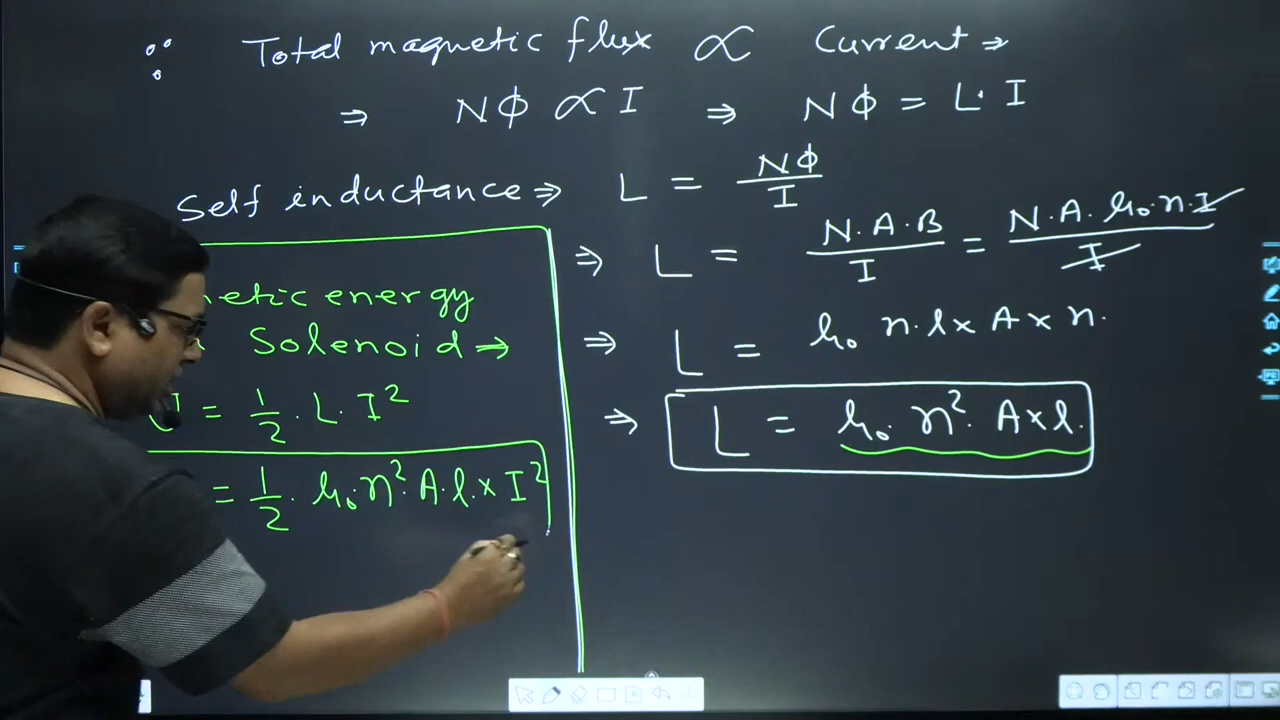 ∴ Total magnetic flux ∝ Current ⇒
⇒ NΦ ∝ I ⇒ NΦ = L· I
Self inductance ⇒ L = NΦ/I
⇒ L = N·A·B/I = N·A·μ₀·n·I/I
⇒ L = μ₀ n·l × A × n·
⇒ L = μ₀· n²· A × l·
netic energy
Solenoid →
U = 1/2 · L· I²
= 1/2 · μ₀ n²· A·l· × I²